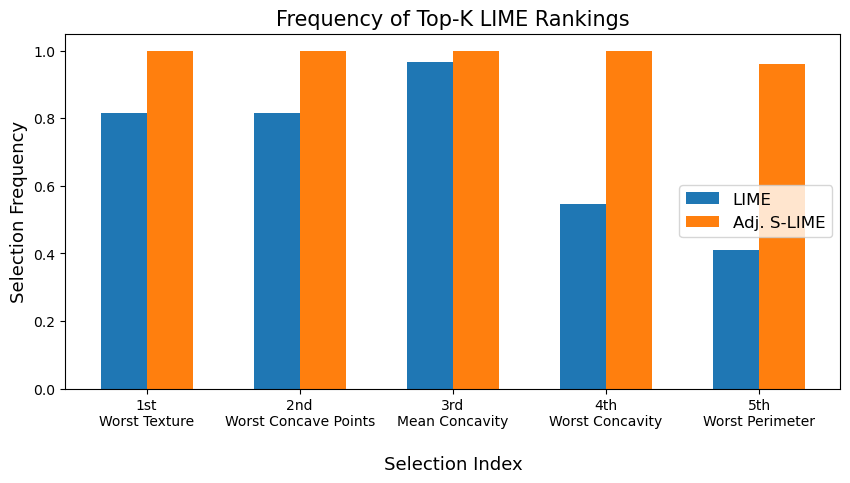 Frequency of Top-K LIME Rankings
Selection Frequency
1.0
0.8
0.6
0.4
0.2
0.0
LIME
Adj. S-LIME
1st
Worst Texture
2nd
Worst Concave Points
3rd
Mean Concavity
4th
Worst Concavity
5th
Worst Perimeter
Selection Index